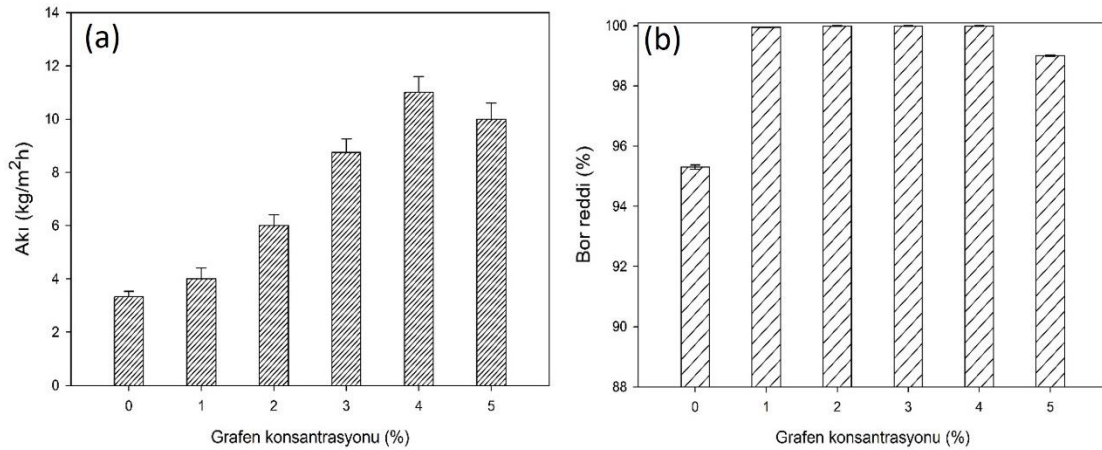 (a)
Akı (kg/m²h)
14
12
10
8
6
4
2
0
0 1 2 3 4 5
Grafen konsantrasyonu (%)
(b)
Bor reddi (%)
100
98
96
94
92
90
88
0 1 2 3 4 5
Grafen konsantrasyonu (%)